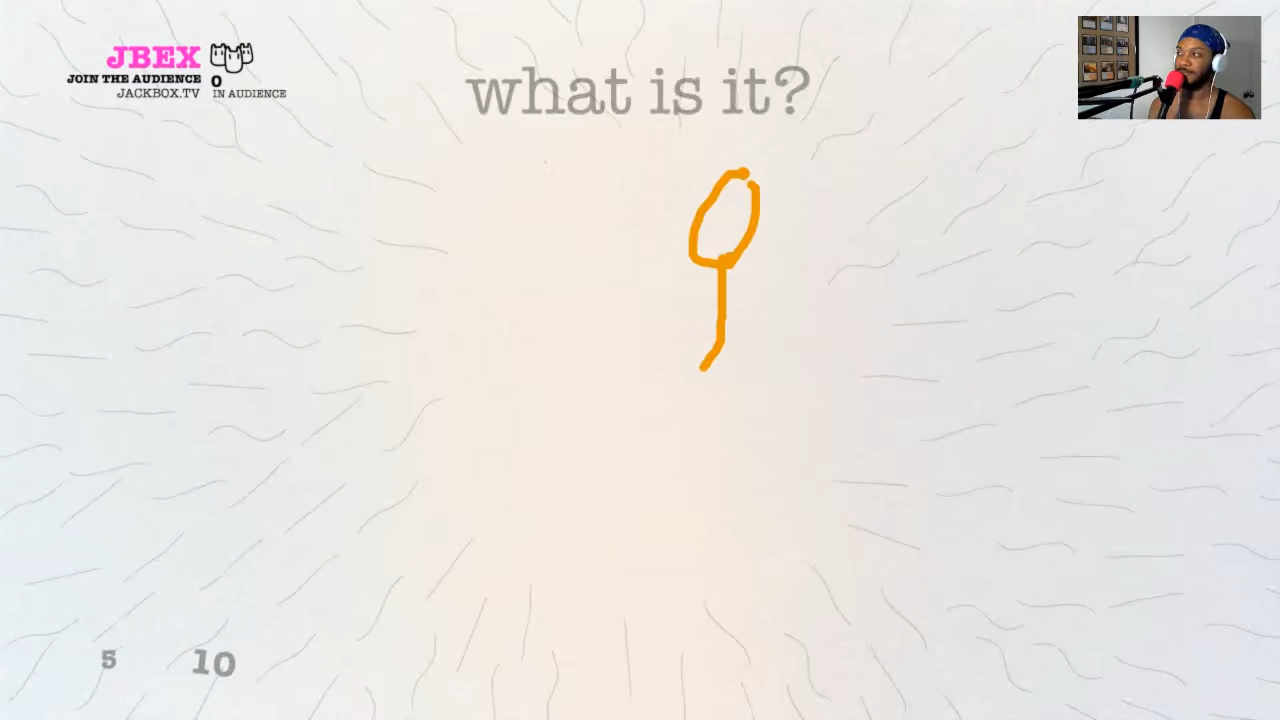 JBEX
JOIN THE AUDIENCE
JACKBOX.TV
0
IN AUDIENCE
what is it?
5 10